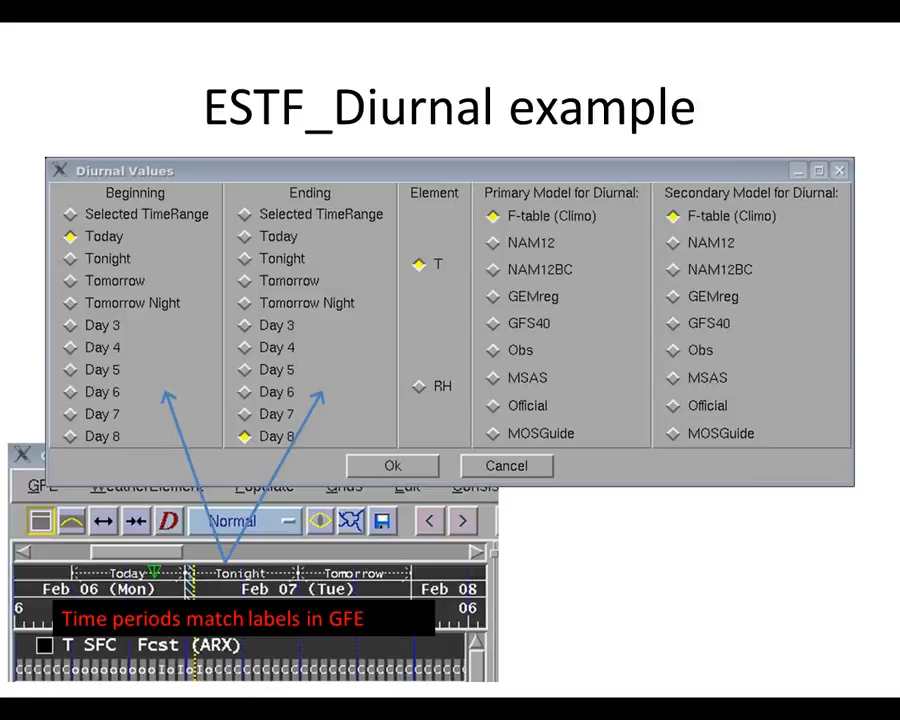 ESTF_Diurnal example
Diurnal Values
Beginning
Selected TimeRange
Today
Tonight
Tomorrow
Tomorrow Night
Day 3
Day 4
Day 5
Day 6
Day 7
Day 8
Ending
Selected TimeRange
Today
Tonight
Tomorrow
Tomorrow Night
Day 3
Day 4
Day 5
Day 6
Day 7
Day 8
Element
T
RH
Primary Model for Diurnal:
F-table (Climo)
NAM12
NAM12BC
GEMreg
GFS40
Obs
MSAS
Official
MOSGuide
Secondary Model for Diurnal:
F-table (Climo)
NAM12
NAM12BC
GEMreg
GFS40
Obs
MSAS
Official
MOSGuide
Ok Cancel
D Normal
Today Tonight Tomorrow
Feb 06 (Mon) Feb 07 (Tue) Feb 08
6 06
Time periods match labels in GFE
T SFC Fcst (ARX)